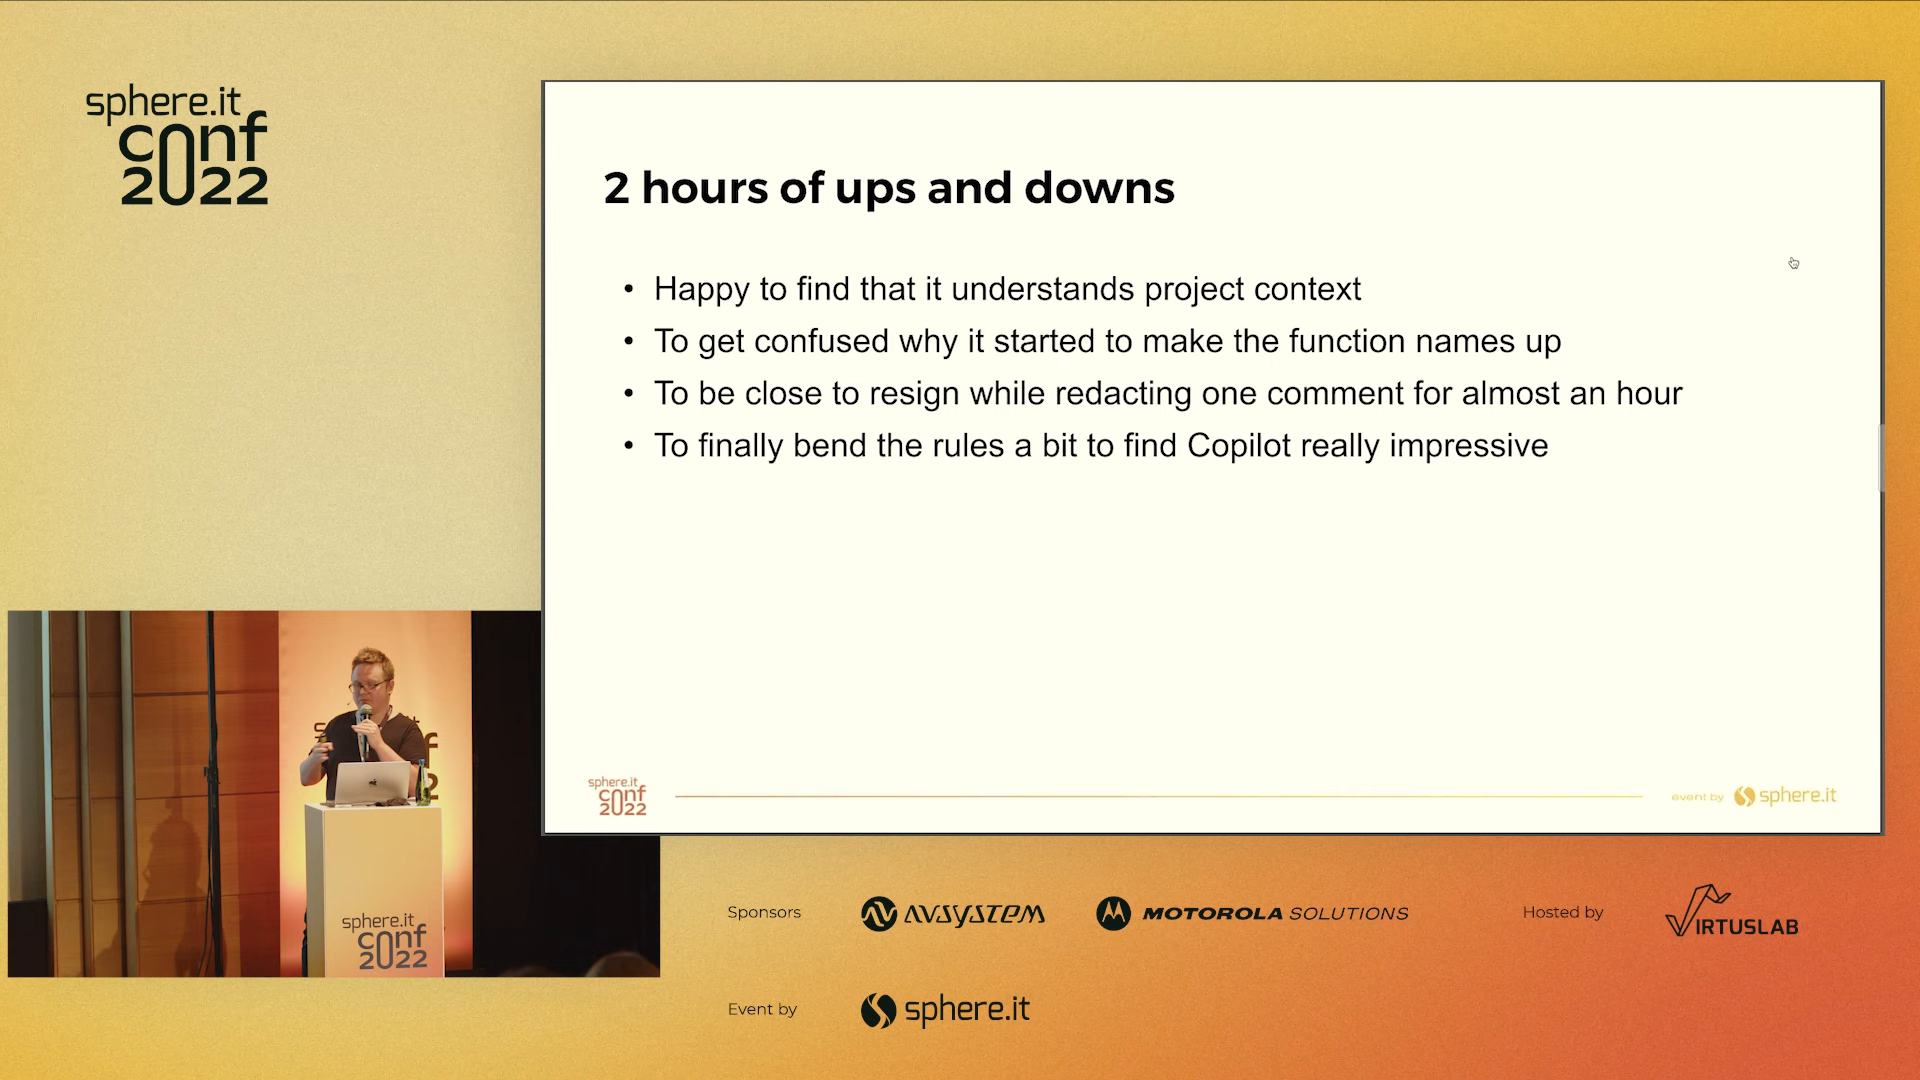 sphere.it
conf
2022
2 hours of ups and downs
• Happy to find that it understands project context
• To get confused why it started to make the function names up
• To be close to resign while redacting one comment for almost an hour
• To finally bend the rules a bit to find Copilot really impressive
sphere.it
conf
2022
event by sphere.it
sphere.it
conf
2022
Sponsors AVSYSTEM MOTOROLA SOLUTIONS Hosted by VIRTUSLAB
Event by sphere.it